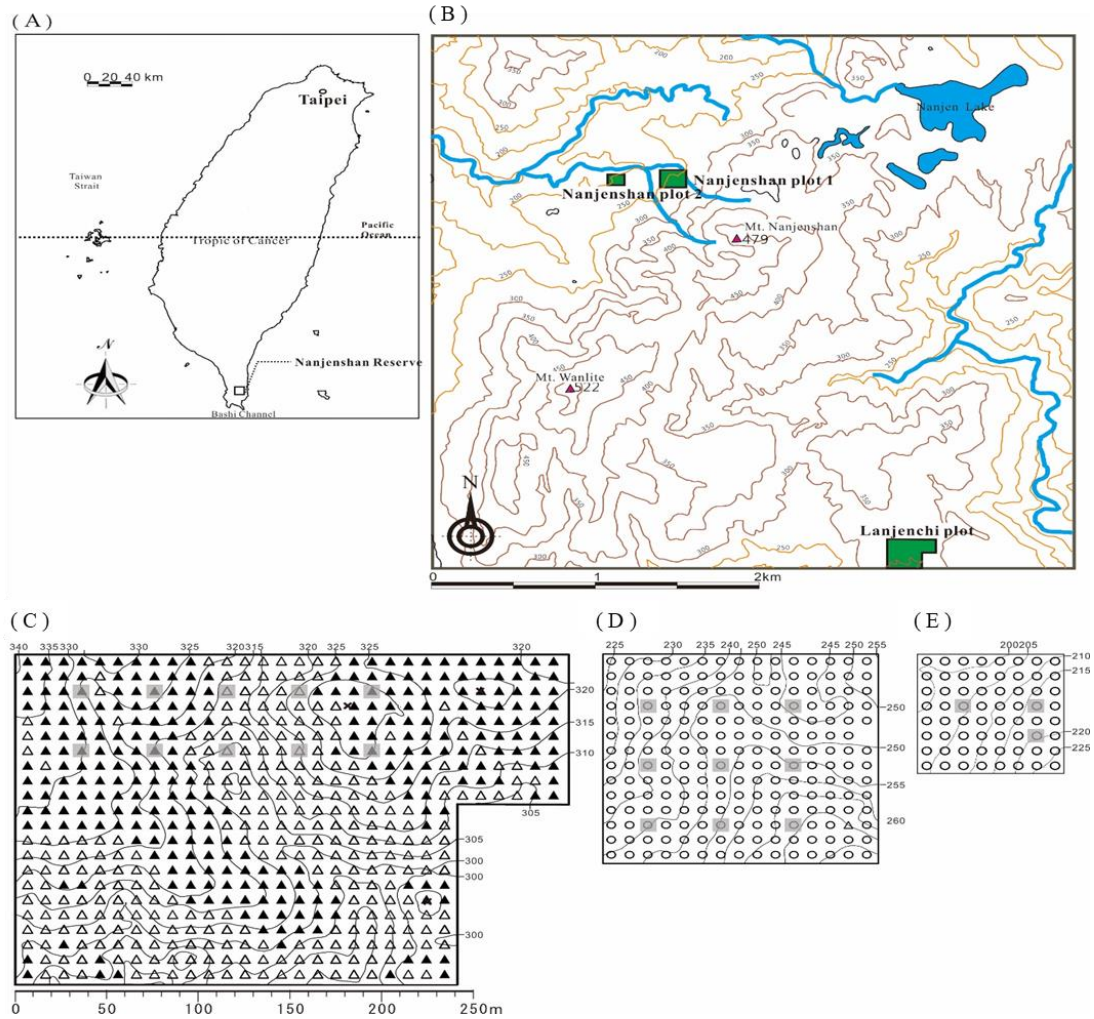 (A)
0 20 40 km
Taipei
Taiwan
Strait
Pacific
Ocean
Tropic of Cancer
N
Nanjenshan Reserve
Bashi Channel
(B)
Nanjen Lake
Nanjenshan plot 1
Nanjenshan plot 2
Mt. Nanjenshan
479
Mt. Wanlite
522
N
Lanjenchi plot
0 1 2km
(C)
340 335 330 330 320 315 320 325 325 320
320
315
310
305
305
300
300
300
0 50 100 150 200 250m
(D)
225 230 235 240 245 250 245 250 255
250
250
255
260
(E)
200 205 210
215
220
225